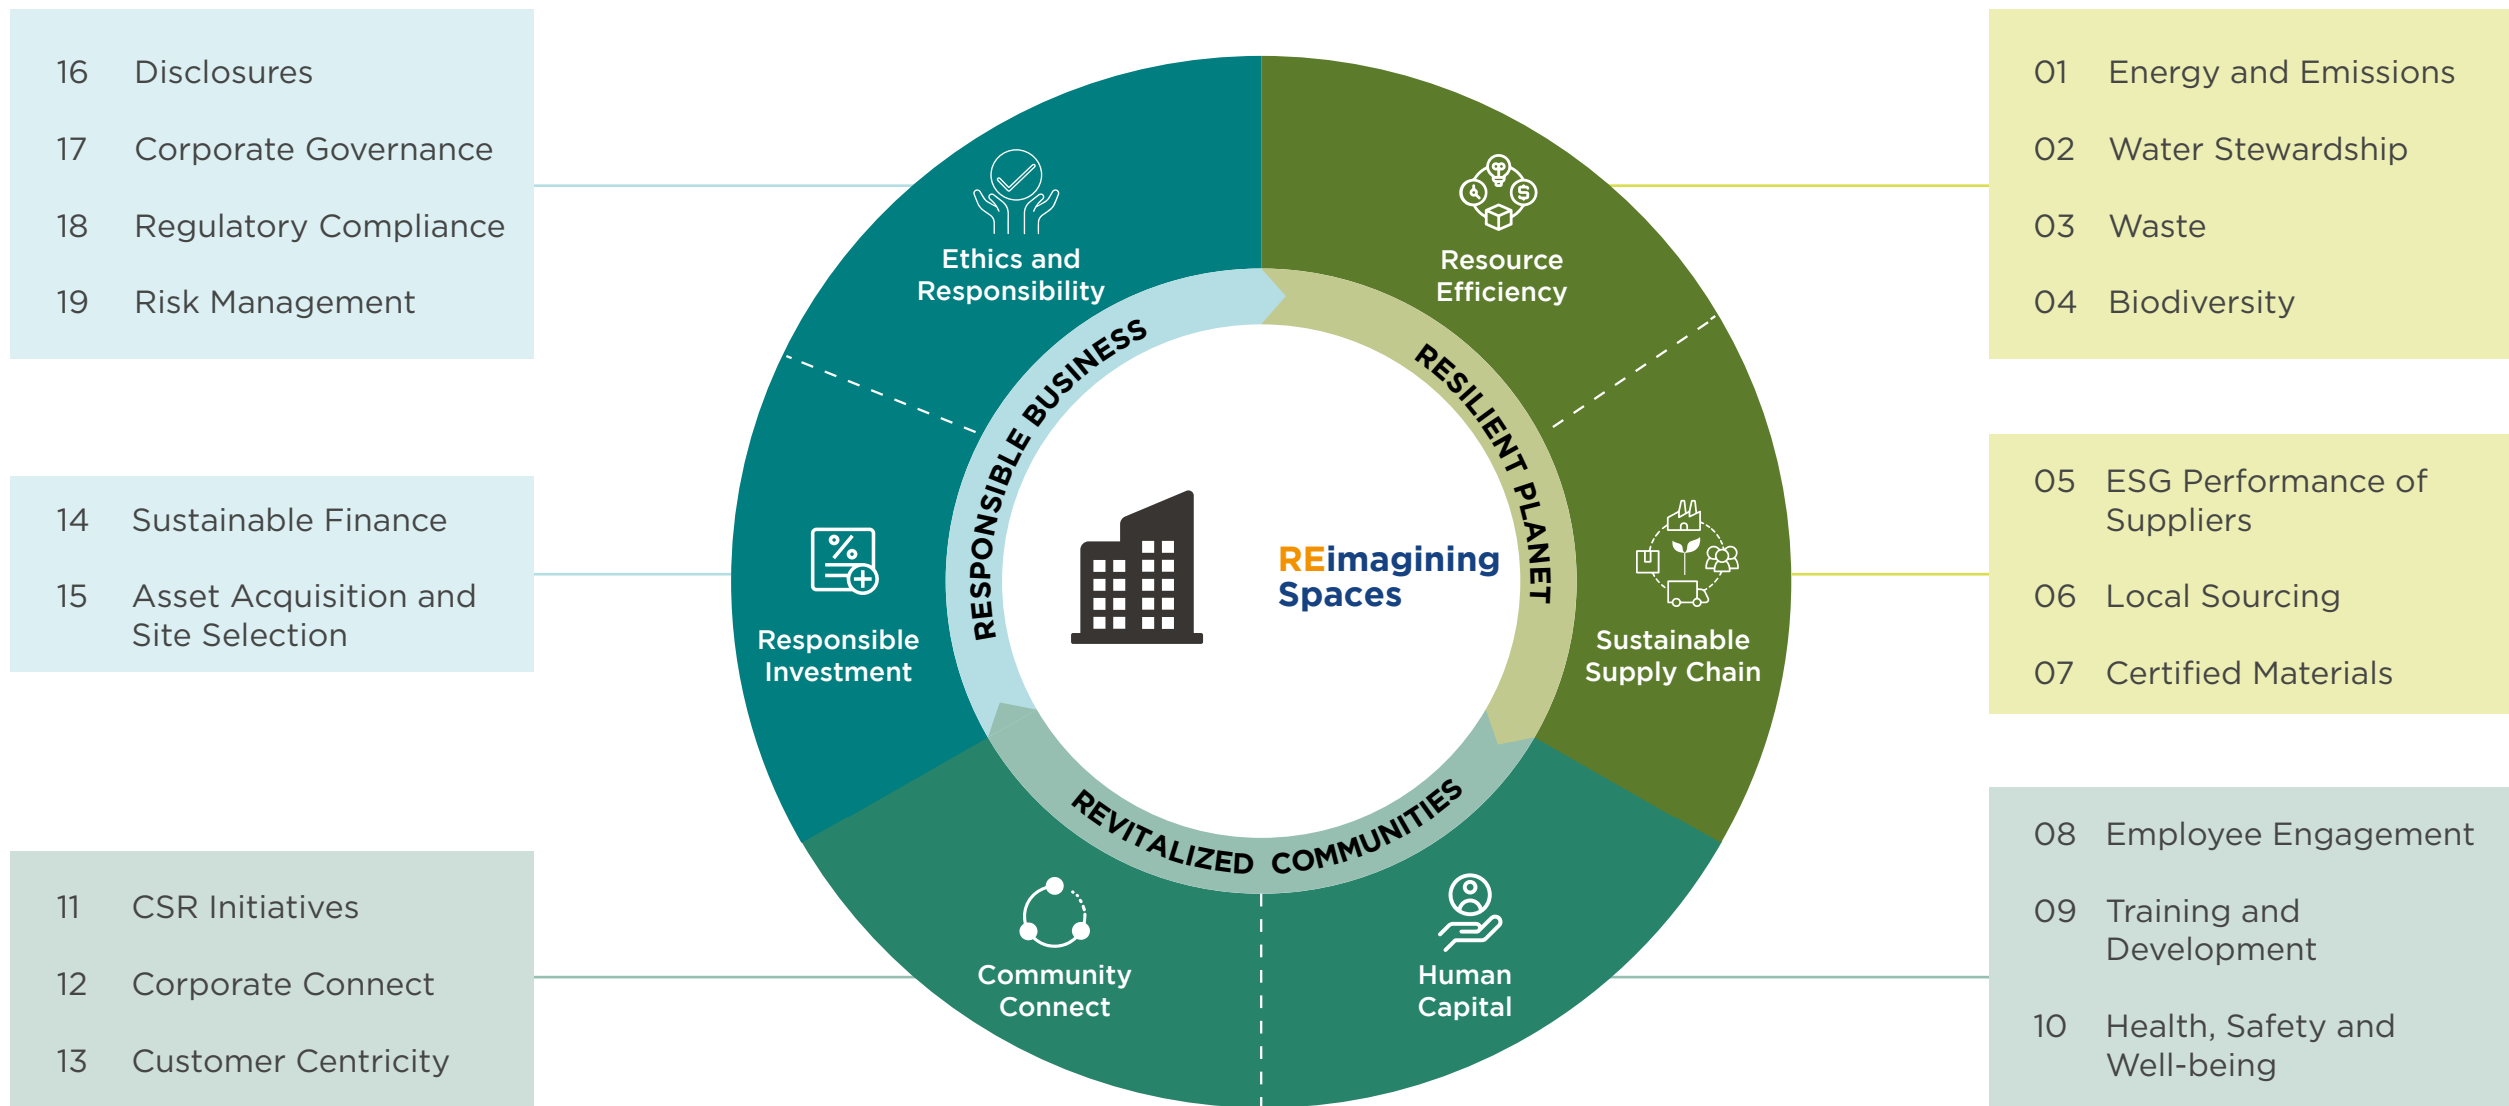 16 Disclosures
17 Corporate Governance
18 Regulatory Compliance
19 Risk Management
14 Sustainable Finance
15 Asset Acquisition and
Site Selection
11 CSR Initiatives
12 Corporate Connect
13 Customer Centricity
Ethics and
Responsibility
Resource
Efficiency
RESPONSIBLE BUSINESS
RESILIENT PLANET
REimagining
Spaces
Responsible
Investment
Sustainable
Supply Chain
REVITALIZED COMMUNITIES
Community
Connect
Human
Capital
01 Energy and Emissions
02 Water Stewardship
03 Waste
04 Biodiversity
05 ESG Performance of
Suppliers
06 Local Sourcing
07 Certified Materials
08 Employee Engagement
09 Training and
Development
10 Health, Safety and
Well-being